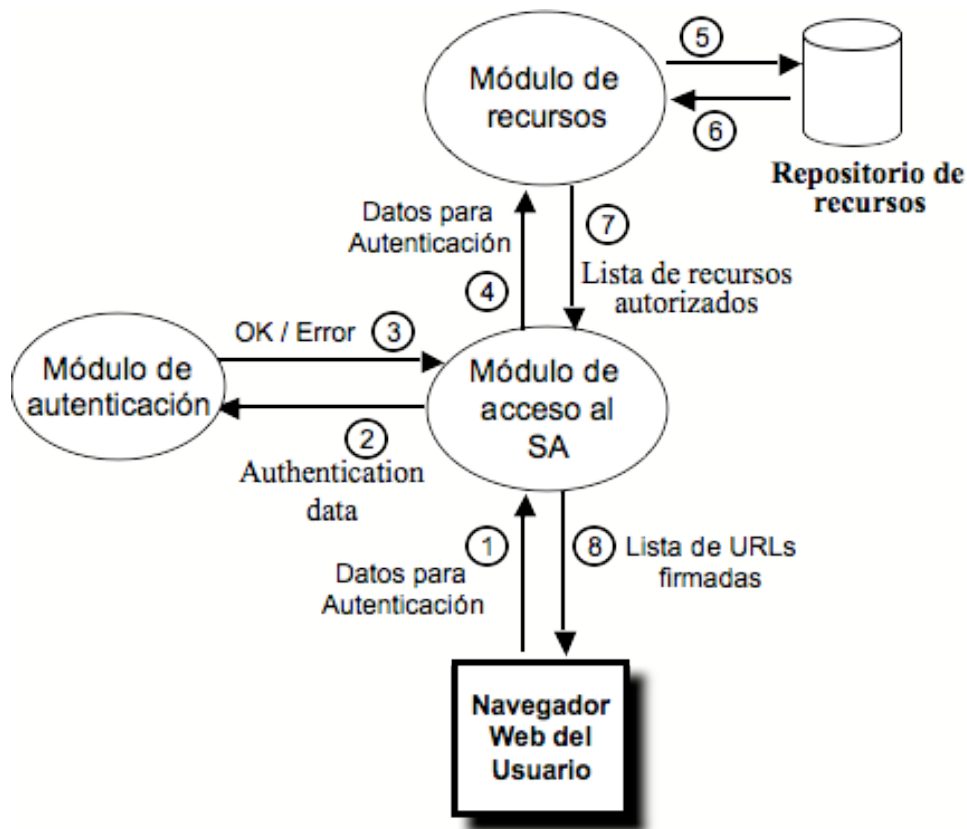 5
Módulo de
recursos
6
Repositorio de
recursos
Datos para
Autenticación
7
4
Lista de recursos
autorizados
OK / Error
3
Módulo de
autenticación
Módulo de
acceso al
SA
2
Authentication
data
1
8
Lista de URLs
firmadas
Datos para
Autenticación
Navegador
Web del
Usuario